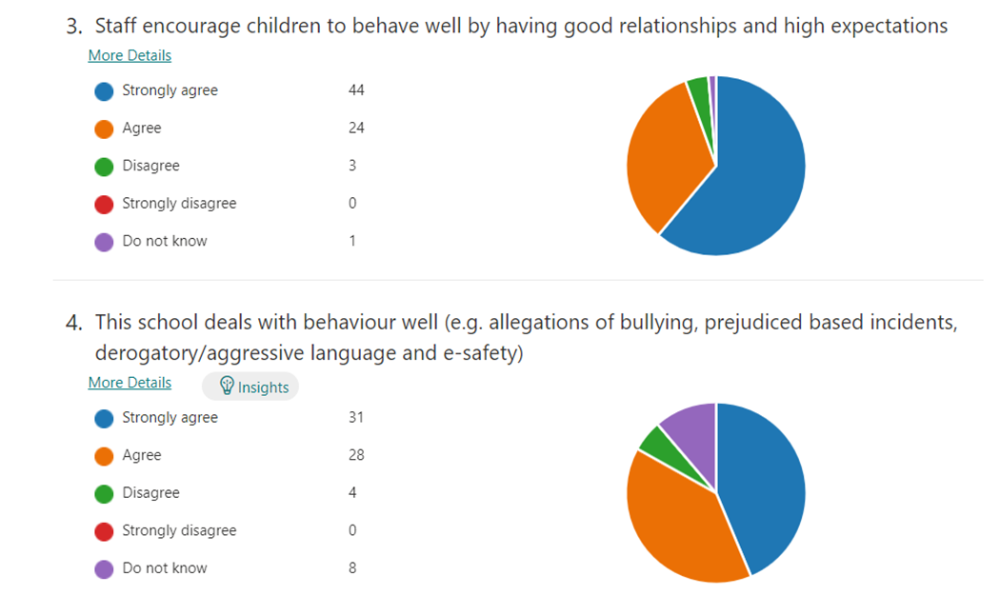 3. Staff encourage children to behave well by having good relationships and high expectations
More Details
Strongly agree 44
Agree 24
Disagree 3
Strongly disagree 0
Do not know 1
4. This school deals with behaviour well (e.g. allegations of bullying, prejudiced based incidents,
derogatory/aggressive language and e-safety)
More Details Insights
Strongly agree 31
Agree 28
Disagree 4
Strongly disagree 0
Do not know 8